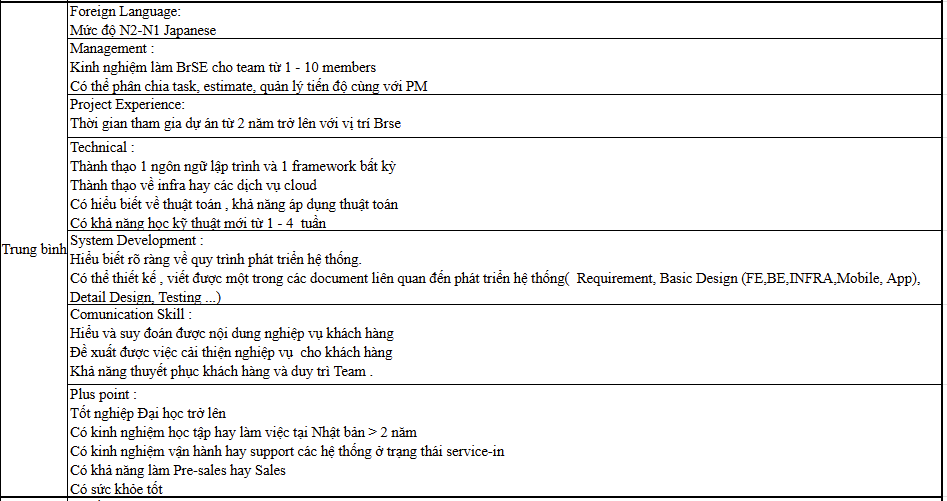 Foreign Language:
Mức độ N2-N1 Japanese
Management :
Kinh nghiệm làm BrSE cho team từ 1 - 10 members
Có thể phân chia task, estimate, quản lý tiến độ cùng với PM
Project Experience:
Thời gian tham gia dự án từ 2 năm trở lên với vị trí Brse
Technical :
Thành thạo 1 ngôn ngữ lập trình và 1 framework bất kỳ
Thành thạo về infra hay các dịch vụ cloud
Có hiểu biết về thuật toán , khả năng áp dụng thuật toán
Có khả năng học kỹ thuật mới từ 1 - 4 tuần
Trung bình
System Development :
Hiểu biết rõ ràng về quy trình phát triển hệ thống.
Có thể thiết kế , viết được một trong các document liên quan đến phát triển hệ thống( Requirement, Basic Design (FE,BE,INFRA,Mobile, App),
Detail Design, Testing ...)
Comunication Skill :
Hiểu và suy đoán được nội dung nghiệp vụ khách hàng
Đề xuất được việc cải thiện nghiệp vụ cho khách hàng
Khả năng thuyết phục khách hàng và duy trì Team .
Plus point :
Tốt nghiệp Đại học trở lên
Có kinh nghiệm học tập hay làm việc tại Nhật bản > 2 năm
Có kinh nghiệm vận hành hay support các hệ thống ở trạng thái service-in
Có khả năng làm Pre-sales hay Sales
Có sức khỏe tốt